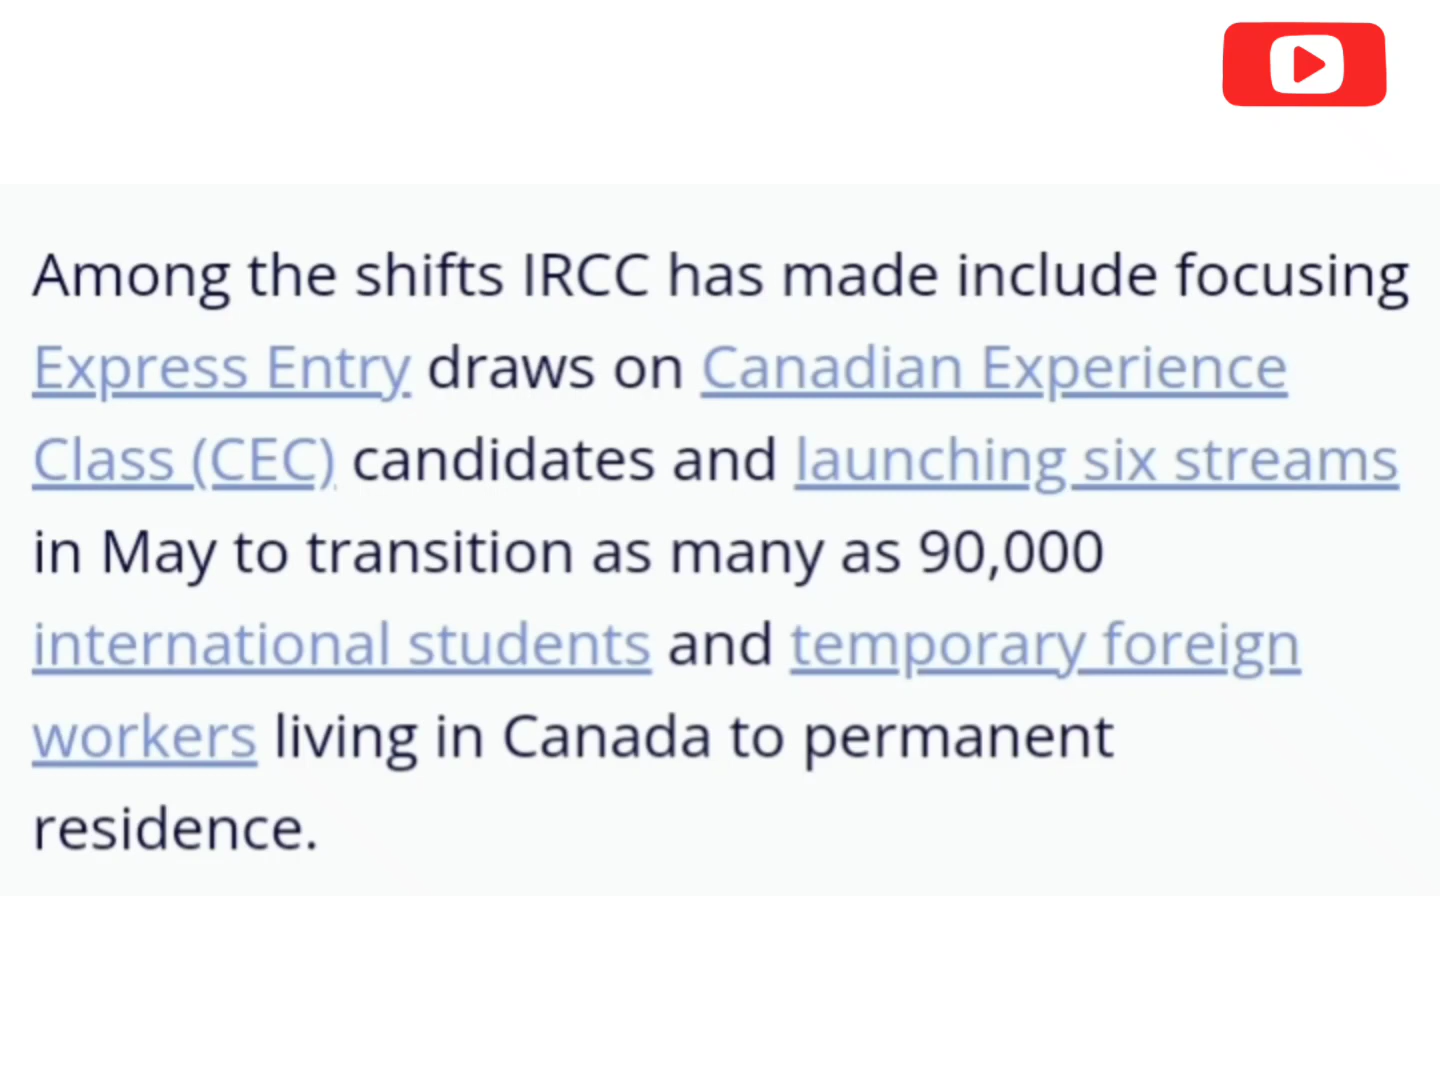 Among the shifts IRCC has made include focusing
Express Entry draws on Canadian Experience
Class (CEC) candidates and launching six streams
in May to transition as many as 90,000
international students and temporary foreign
workers living in Canada to permanent
residence.